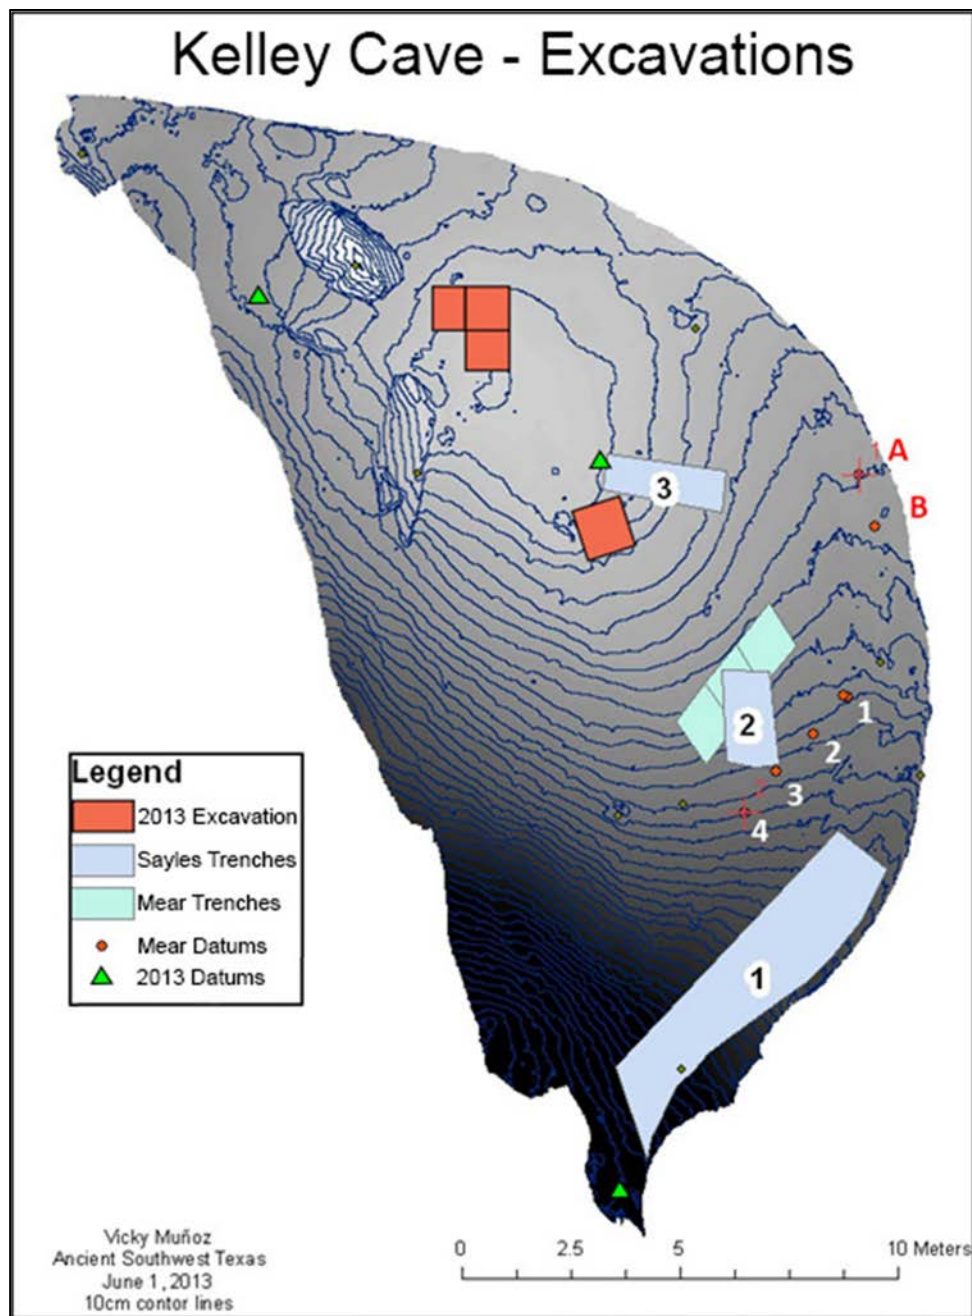 Kelley Cave - Excavations
1 A
B
3
2
1
2
2
3
4
1
Legend
2013 Excavation
Sayles Trenches
Mear Trenches
Mear Datums
2013 Datums
Vicky Muñoz
Ancient Southwest Texas
June 1, 2013
10cm contor lines
0 2.5 5 10 Meters